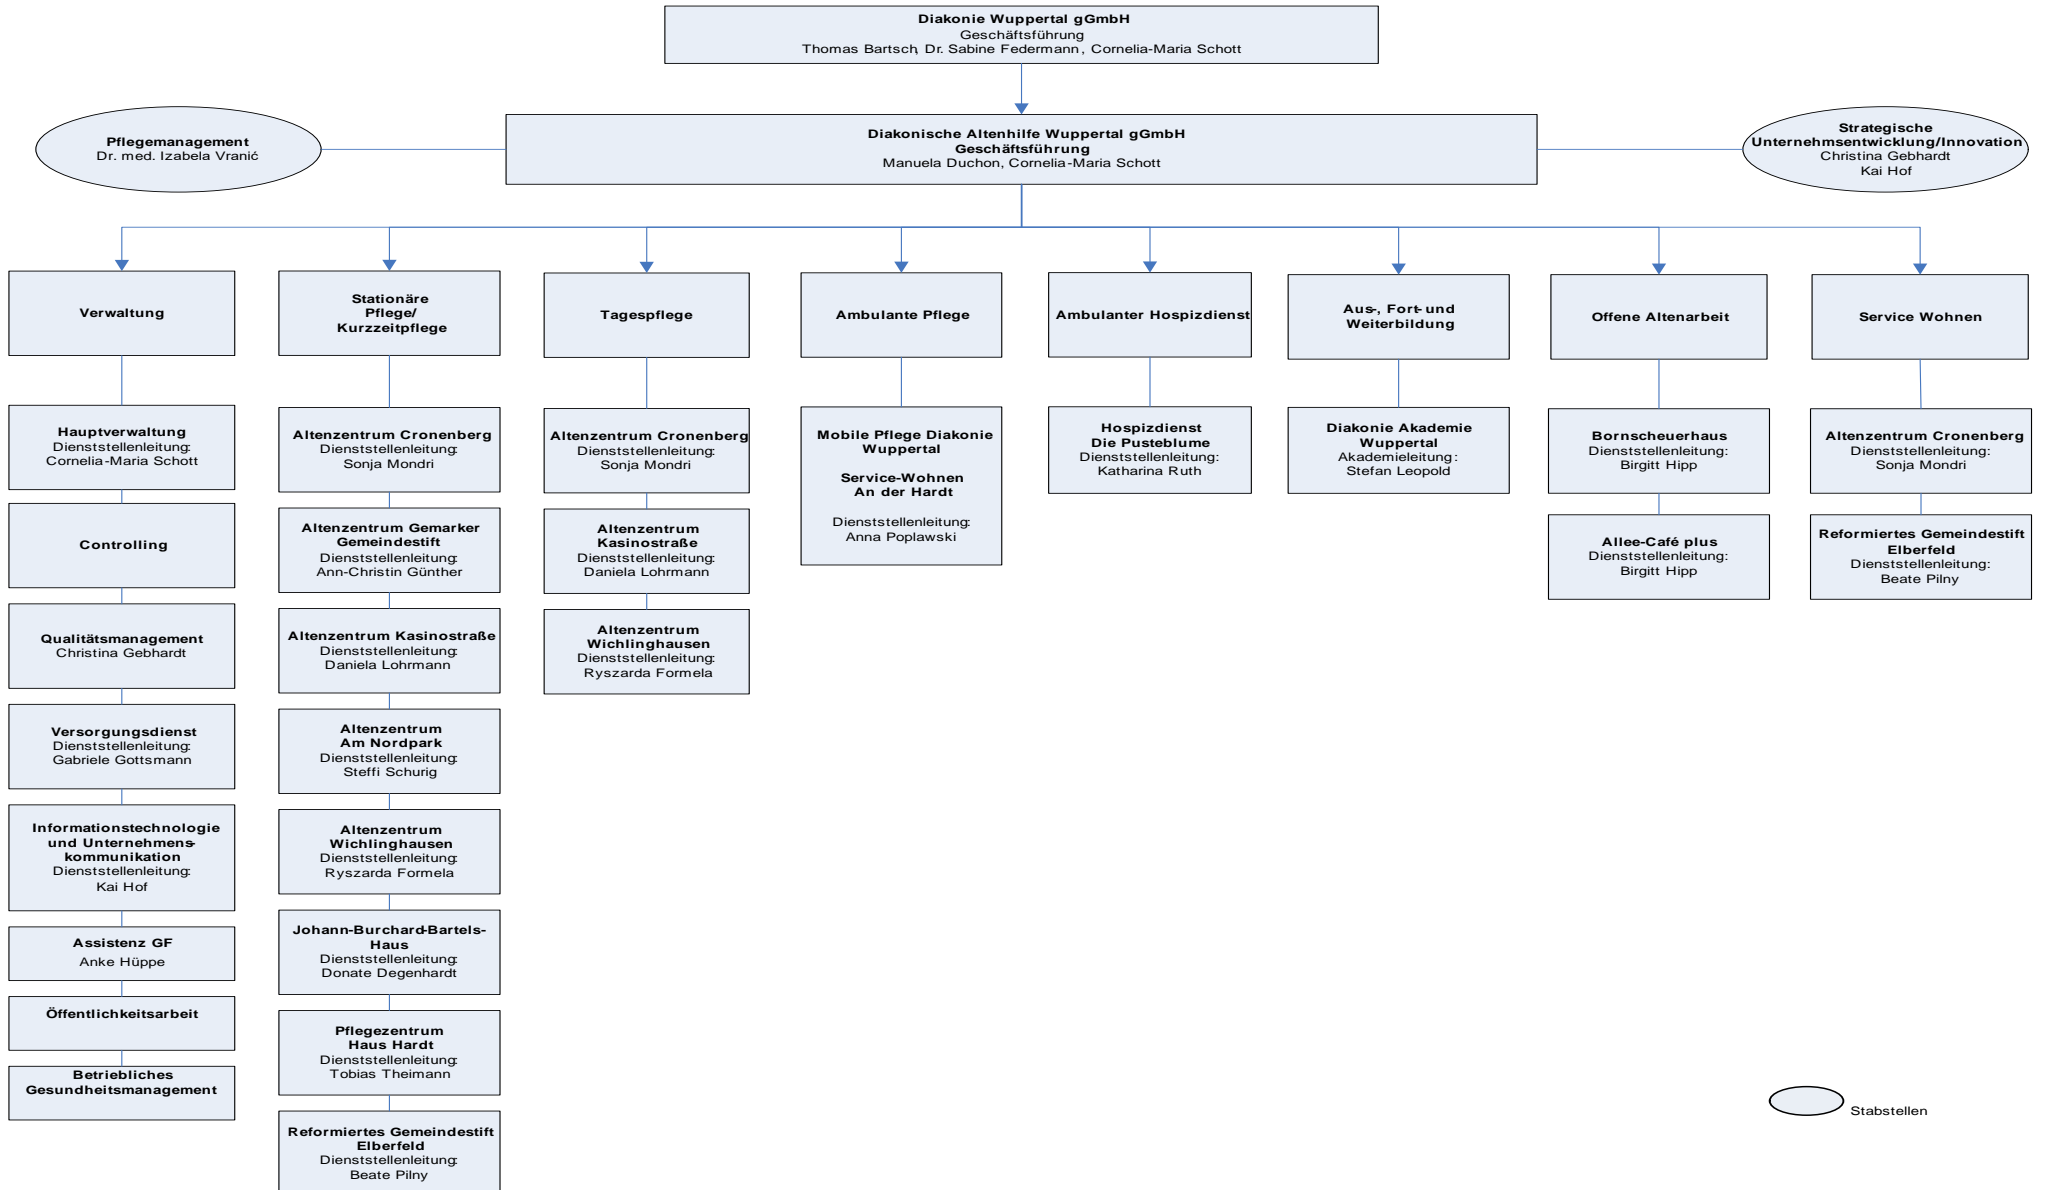 Diakonie Wuppertal gGmbH
Geschäftsführung
Thomas Bartsch, Dr. Sabine Federmann, Cornelia-Maria Schott
Pflegemanagement
Dr. med. Izabela Vranić
Diakonische Altenhilfe Wuppertal gGmbH
Geschäftsführung
Manuela Duchon, Cornelia-Maria Schott
Strategische
Unternehmsentwicklung/Innovation
Christina Gebhardt
Kai Hof
Verwaltung
Hauptverwaltung
Dienststellenleitung:
Cornelia-Maria Schott
Controlling
Qualitätsmanagement
Christina Gebhardt
Versorgungsdienst
Dienststellenleitung:
Gabriele Gottsmann
Informationstechnologie
und Unternehmens-
kommunikation
Dienststellenleitung:
Kai Hof
Assistenz GF
Anke Hüppe
Öffentlichkeitsarbeit
Betriebliches
Gesundheitsmanagement
Stationäre
Pflege/
Kurzzeitpflege
Altenzentrum Cronenberg
Dienststellenleitung:
Sonja Mondri
Altenzentrum Gemarker
Gemeindestift
Dienststellenleitung:
Ann-Christin Günther
Altenzentrum Kasinostraße
Dienststellenleitung:
Daniela Lohrmann
Altenzentrum
Am Nordpark
Dienststellenleitung:
Steffi Schurig
Altenzentrum
Wichlinghausen
Dienststellenleitung:
Ryszarda Formela
Johann-Burchard-Bartels-
Haus
Dienststellenleitung:
Donate Degenhardt
Pflegezentrum
Haus Hardt
Dienststellenleitung:
Tobias Theimann
Reformiertes Gemeindestift
Elberfeld
Dienststellenleitung:
Beate Pilny
Tagespflege
Altenzentrum Cronenberg
Dienststellenleitung:
Sonja Mondri
Altenzentrum
Kasinostraße
Dienststellenleitung:
Daniela Lohrmann
Altenzentrum
Wichlinghausen
Dienststellenleitung:
Ryszarda Formela
Ambulante Pflege
Mobile Pflege Diakonie
Wuppertal
Service-Wohnen
An der Hardt
Dienststellenleitung:
Anna Poplawski
Ambulanter Hospizdienst
Hospizdienst
Die Pusteblume
Dienststellenleitung:
Katharina Ruth
Aus-, Fort- und
Weiterbildung
Diakonie Akademie
Wuppertal
Akademieleitung:
Stefan Leopold
Offene Altenarbeit
Bornscheuerhaus
Dienststellenleitung:
Birgitt Hipp
Allee-Café plus
Dienststellenleitung:
Birgitt Hipp
Service Wohnen
Altenzentrum Cronenberg
Dienststellenleitung:
Sonja Mondri
Reformiertes Gemeindestift
Elberfeld
Dienststellenleitung:
Beate Pilny
Stabstellen